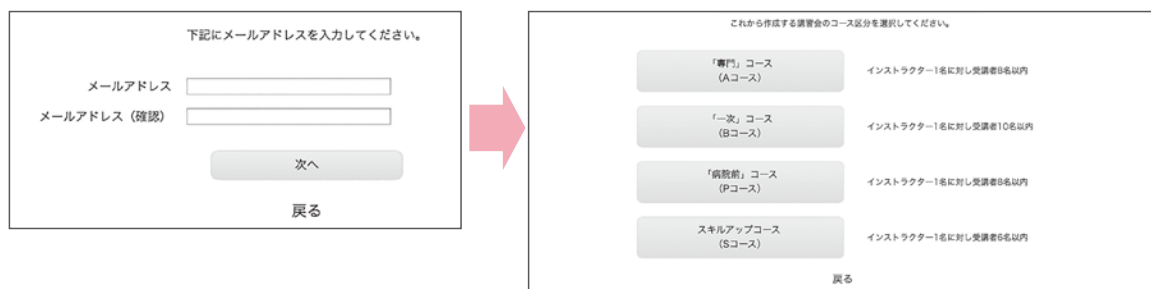 下記にメールアドレスを入力してください。
メールアドレス
メールアドレス（確認）
次へ
戻る
これから作成する講習会のコース区分を選択してください。
「専門」コース
（Aコース）
インストラクター1名に対し受講者8名以内
「一次」コース
（Bコース）
インストラクター1名に対し受講者10名以内
「病院前」コース
（Pコース）
インストラクター1名に対し受講者8名以内
スキルアップコース
（Sコース）
インストラクター1名に対し受講者6名以内
戻る